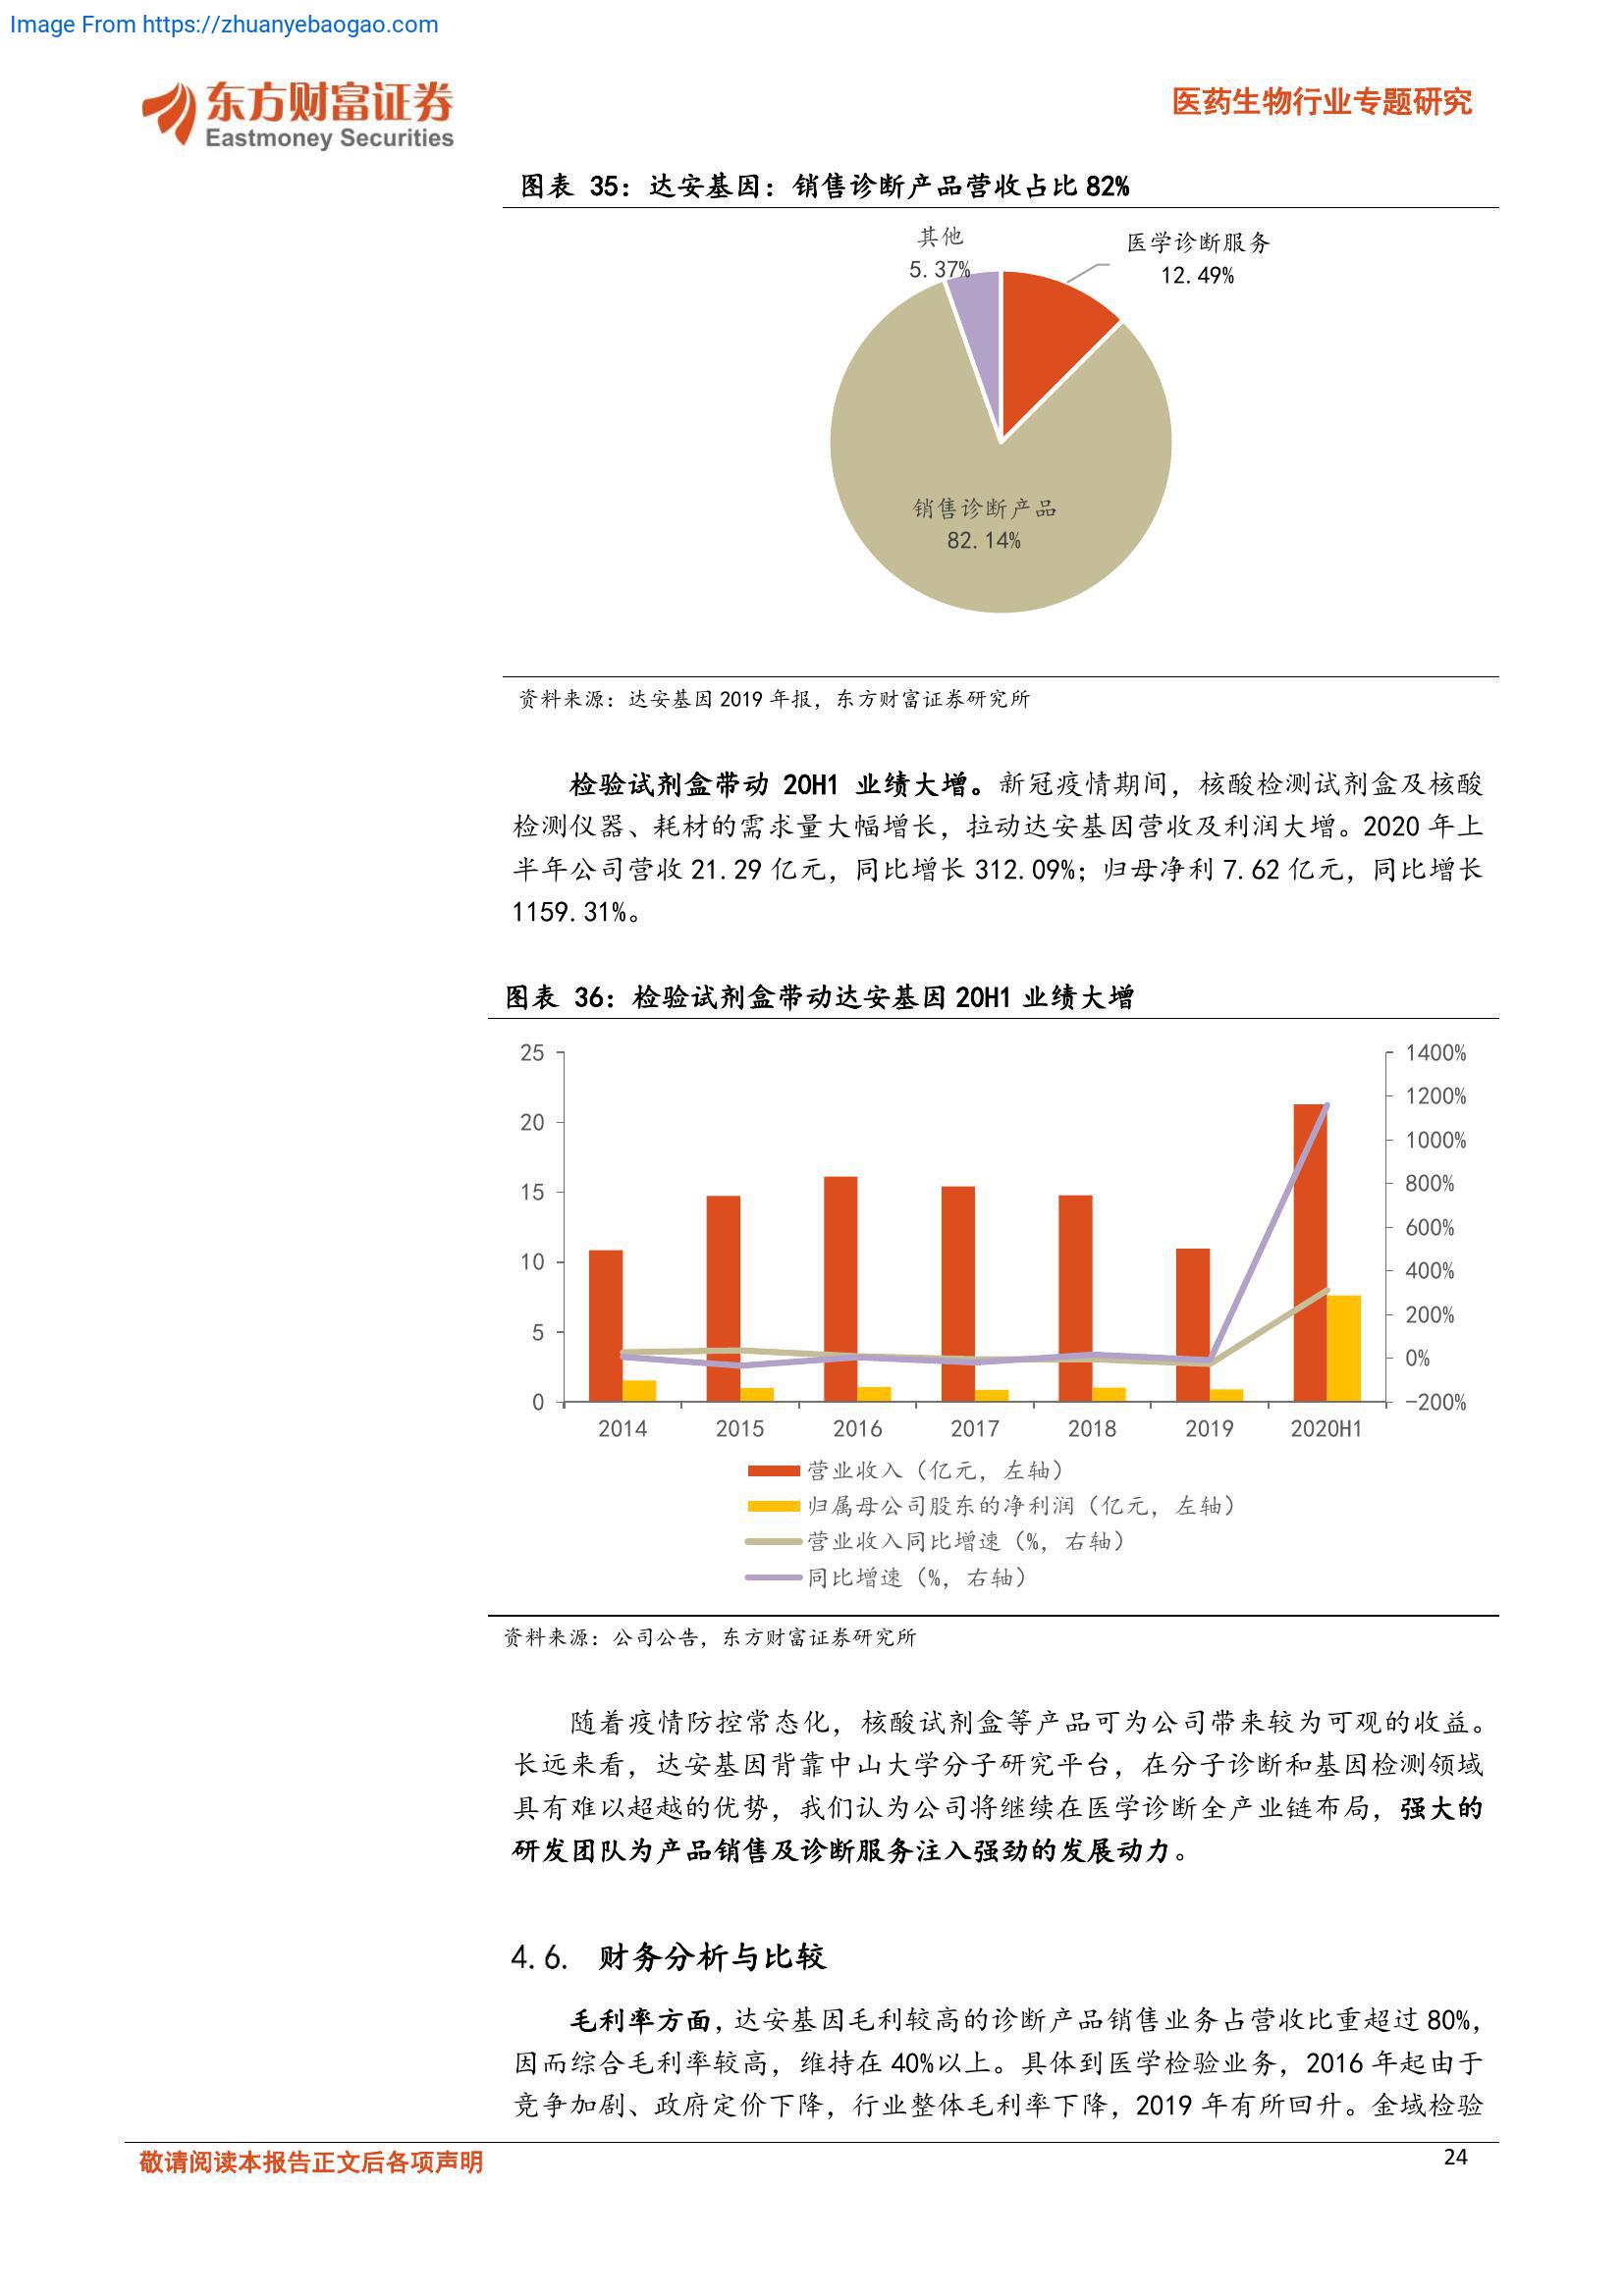 Image From https://zhuanyebaogao.com
东方财富证券
Eastmoney Securities
医药生物行业专题研究
图表 35：达安基因：销售诊断产品营收占比 82%
其他
5.37%
医学诊断服务
12.49%
销售诊断产品
82.14%
资料来源：达安基因 2019 年报，东方财富证券研究所
检验试剂盒带动 20H1 业绩大增。新冠疫情期间，核酸检测试剂盒及核酸
检测仪器、耗材的需求量大幅增长，拉动达安基因营收及利润大增。2020 年上
半年公司营收 21.29 亿元，同比增长 312.09%；归母净利 7.62 亿元，同比增长
1159.31%。
图表 36：检验试剂盒带动达安基因 20H1 业绩大增
25
20
15
10
5
0
1400%
1200%
1000%
800%
600%
400%
200%
0%
-200%
2014 2015 2016 2017 2018 2019 2020H1
营业收入（亿元，左轴）
归属母公司股东的净利润（亿元，左轴）
营业收入同比增速（%，右轴）
同比增速（%，右轴）
资料来源：公司公告，东方财富证券研究所
随着疫情防控常态化，核酸试剂盒等产品可为公司带来较为可观的收益。
长远来看，达安基因背靠中山大学分子研究平台，在分子诊断和基因检测领域
具有难以超越的优势，我们认为公司将继续在医学诊断全产业链布局，强大的
研发团队为产品销售及诊断服务注入强劲的发展动力。
4.6. 财务分析与比较
毛利率方面，达安基因毛利较高的诊断产品销售业务占营收比重超过 80%，
因而综合毛利率较高，维持在 40%以上。具体到医学检验业务，2016 年起由于
竞争加剧、政府定价下降，行业整体毛利率下降，2019 年有所回升。金域检验
敬请阅读本报告正文后各项声明
24